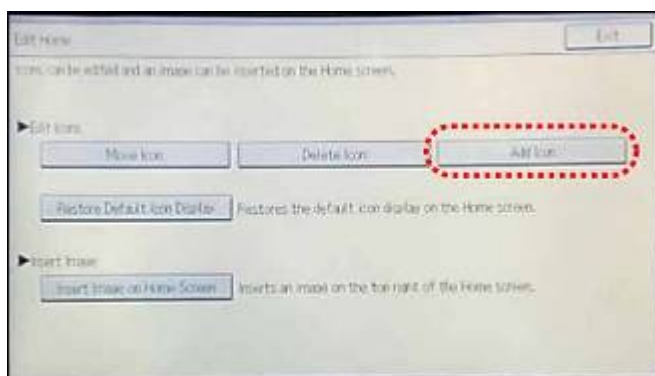 Edit Home
Exit
Icons can be edited and an image can be inserted on the Home screen.
▶Edit Icons
Move Icon
Delete Icon
Add Icon
Restore Default Icon Display
Restores the default icon display on the Home screen.
▶Insert Image
Insert Image on Home Screen
Inserts an image on the top right of the Home screen.